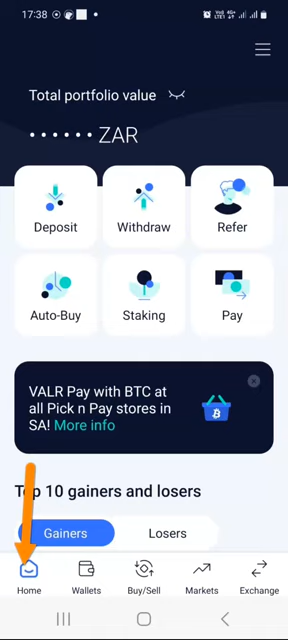 17:38
Total portfolio value
•••••• ZAR
Deposit
Withdraw
Refer
Auto-Buy
Staking
Pay
VALR Pay with BTC at
all Pick n Pay stores in
SA! More info
Top 10 gainers and losers
Gainers
Losers
Home
Wallets
Buy/Sell
Markets
Exchange